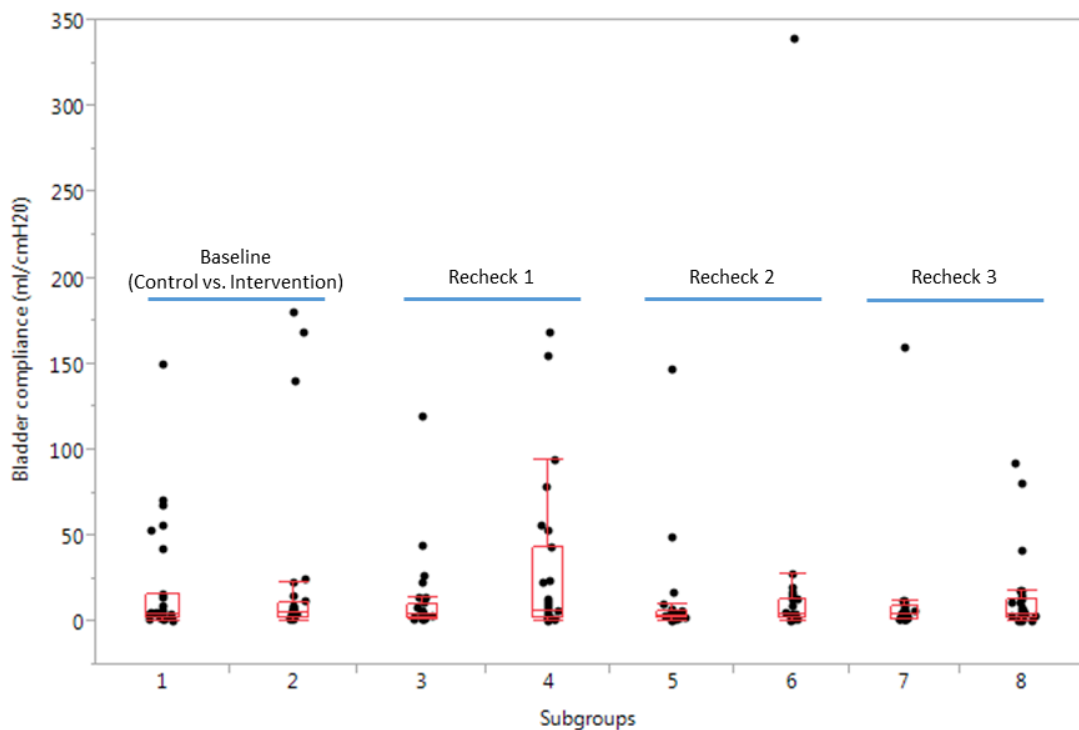 350
300
250
200
150
100
50
0
Bladder compliance (ml/cmH20)
Baseline
(Control vs. Intervention)
Recheck 1
Recheck 2
Recheck 3
1 2 3 4 5 6 7 8
Subgroups